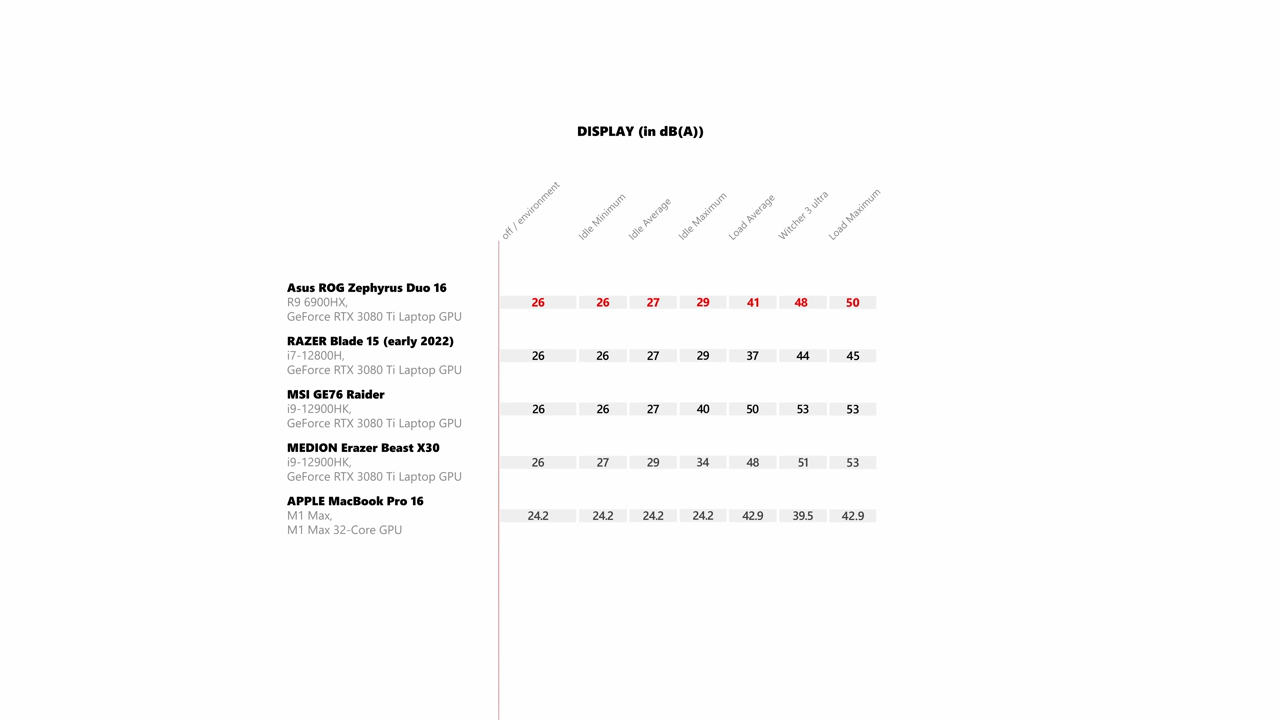 DISPLAY (in dB(A))
off / environment
Idle Minimum
Idle Average
Idle Maximum
Load Average
Witcher 3 ultra
Load Maximum
Asus ROG Zephyrus Duo 16
R9 6900HX,
GeForce RTX 3080 Ti Laptop GPU
26 26 27 29 41 48 50
RAZER Blade 15 (early 2022)
i7-12800H,
GeForce RTX 3080 Ti Laptop GPU
26 26 27 29 37 44 45
MSI GE76 Raider
i9-12900HK,
GeForce RTX 3080 Ti Laptop GPU
26 26 27 40 50 53 53
MEDION Erazer Beast X30
i9-12900HK,
GeForce RTX 3080 Ti Laptop GPU
26 27 29 34 48 51 53
APPLE MacBook Pro 16
M1 Max,
M1 Max 32-Core GPU
24.2 24.2 24.2 24.2 42.9 39.5 42.9